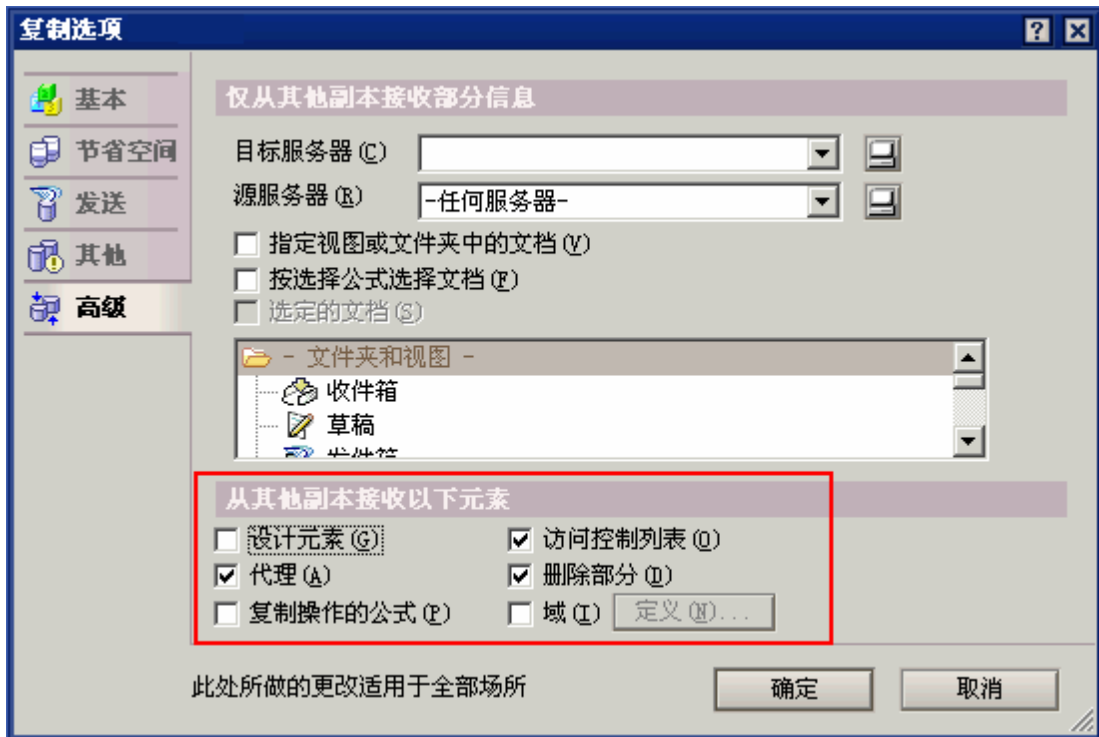 复制选项
基本
节省空间
发送
其他
高级
仅从其他副本接收部分信息
目标服务器(C)
源服务器(R) -任何服务器-
指定视图或文件夹中的文档(V)
按选择公式选择文档(F)
选定的文档(S)
- 文件夹和视图 -
收件箱
草稿
从其他副本接收以下元素
设计元素(G) 访问控制列表(O)
代理(A) 删除部分(D)
复制操作的公式(P) 域(I) 定义(N)...
此处所做的更改适用于全部场所 确定 取消